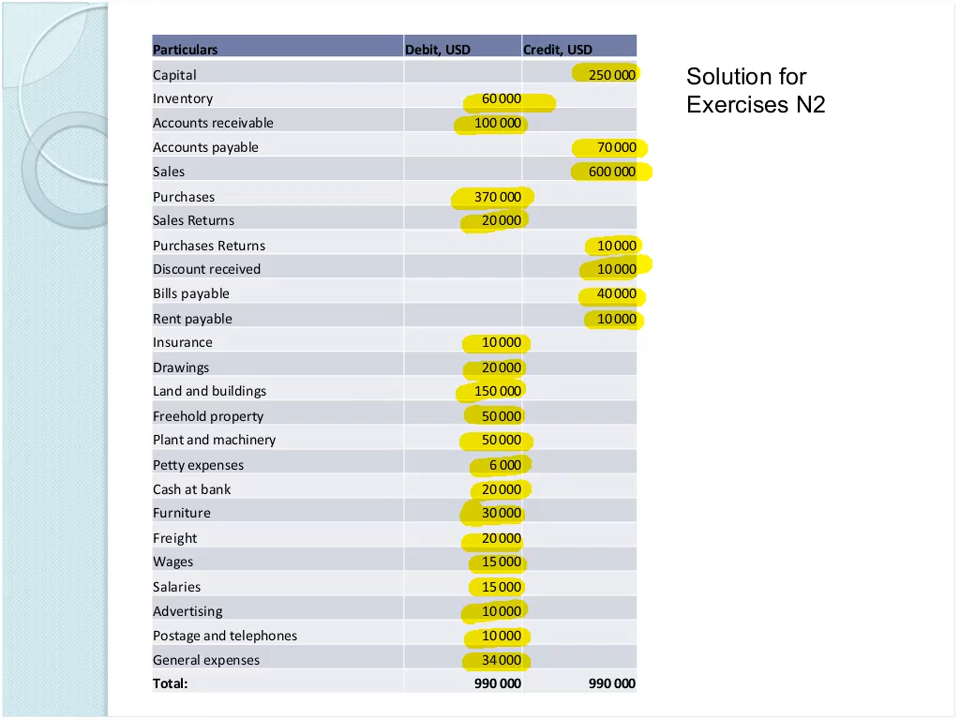 Particulars Debit, USD Credit, USD
Capital 250 000
Inventory 60 000
Accounts receivable 100 000
Accounts payable 70 000
Sales 600 000
Purchases 370 000
Sales Returns 20 000
Purchases Returns 10 000
Discount received 10 000
Bills payable 40 000
Rent payable 10 000
Insurance 10 000
Drawings 20 000
Land and buildings 150 000
Freehold property 50 000
Plant and machinery 50 000
Petty expenses 6 000
Cash at bank 20 000
Furniture 30 000
Freight 20 000
Wages 15 000
Salaries 15 000
Advertising 10 000
Postage and telephones 10 000
General expenses 34 000
Total: 990 000 990 000
Solution for
Exercises N2